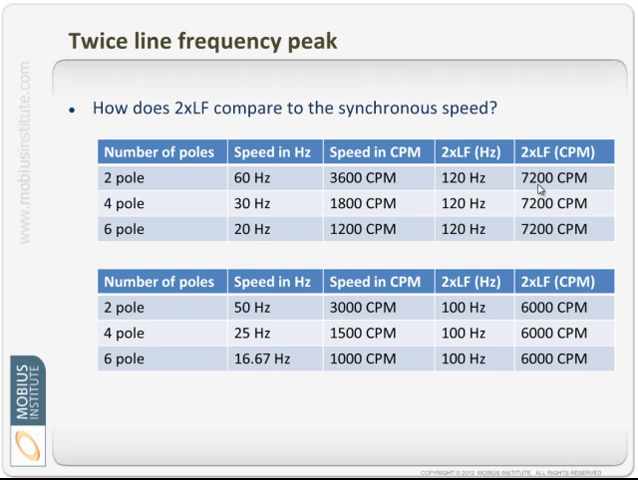 Twice line frequency peak
• How does 2xLF compare to the synchronous speed?
Number of poles Speed in Hz Speed in CPM 2xLF (Hz) 2xLF (CPM)
2 pole 60 Hz 3600 CPM 120 Hz 7200 CPM
4 pole 30 Hz 1800 CPM 120 Hz 7200 CPM
6 pole 20 Hz 1200 CPM 120 Hz 7200 CPM
Number of poles Speed in Hz Speed in CPM 2xLF (Hz) 2xLF (CPM)
2 pole 50 Hz 3000 CPM 100 Hz 6000 CPM
4 pole 25 Hz 1500 CPM 100 Hz 6000 CPM
6 pole 16.67 Hz 1000 CPM 100 Hz 6000 CPM
www.mobiusinstitute.com
MOBIUS
INSTITUTE
COPYRIGHT © 2012 MOBIUS INSTITUTE. ALL RIGHTS RESERVED